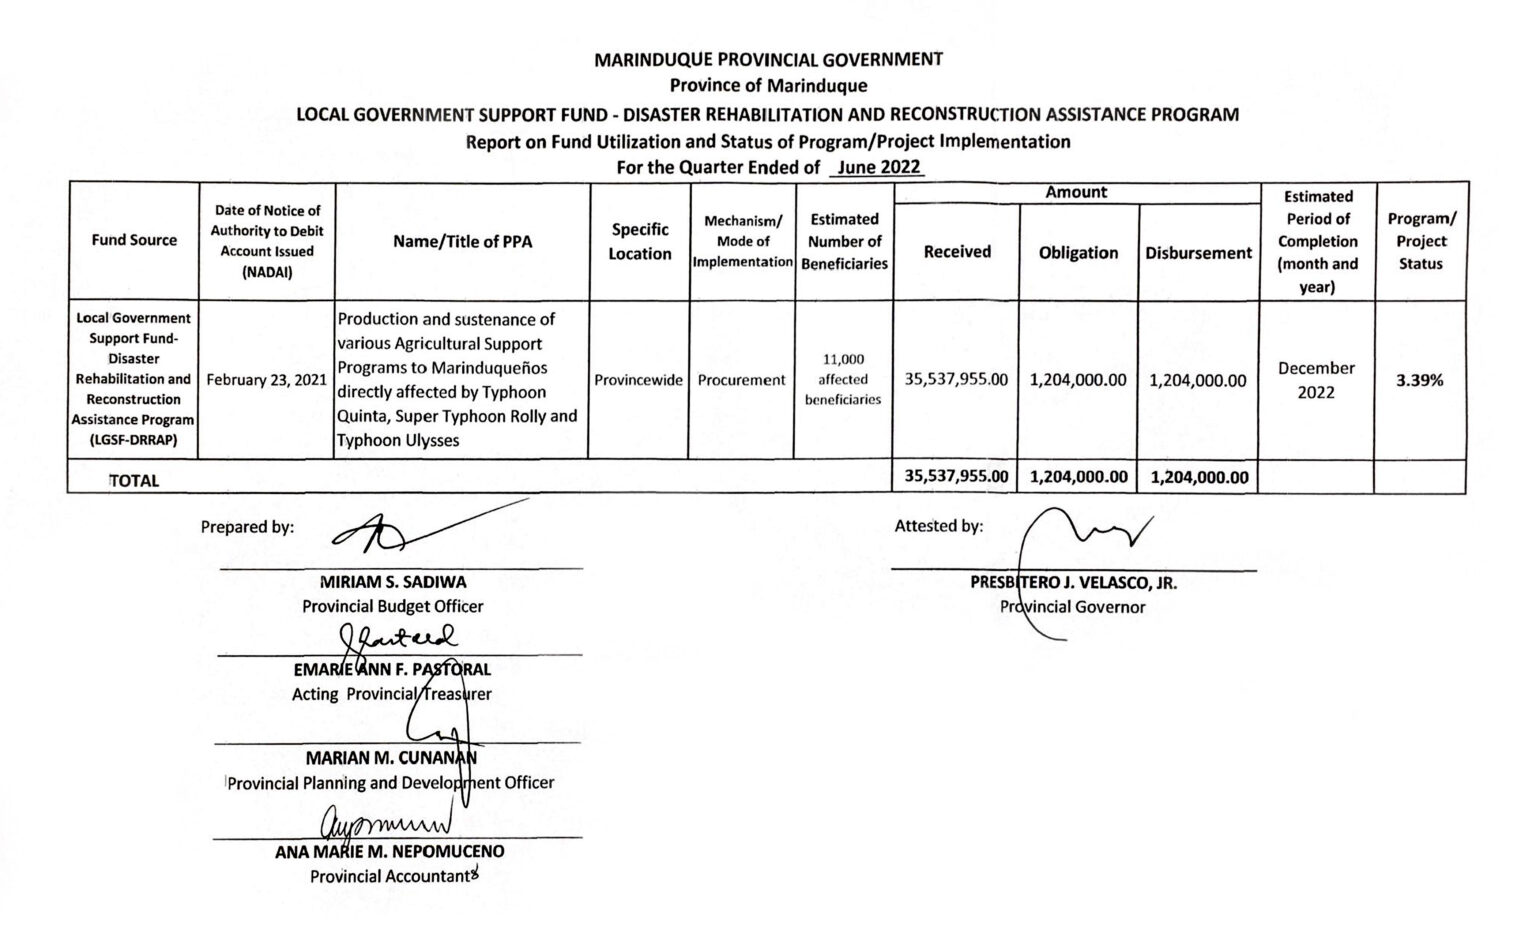 MARINDUQUE PROVINCIAL GOVERNMENT
Province of Marinduque
LOCAL GOVERNMENT SUPPORT FUND - DISASTER REHABILITATION AND RECONSTRUCTION ASSISTANCE PROGRAM
Report on Fund Utilization and Status of Program/Project Implementation
For the Quarter Ended of June 2022
Fund Source
Date of Notice of
Authority to Debit
Account Issued
(NADAI)
Name/Title of PPA
Specific
Location
Mechanism/
Mode of
Implementation
Estimated
Number of
Beneficiaries
Amount
Received
Obligation
Disbursement
Estimated
Period of
Completion
(month and
year)
Program/
Project
Status
Local Government
Support Fund-
Disaster
Rehabilitation and
Reconstruction
Assistance Program
(LGSF-DRRAP)
February 23, 2021
Production and sustenance of
various Agricultural Support
Programs to Marinduqueños
directly affected by Typhoon
Quinta, Super Typhoon Rolly and
Typhoon Ulysses
Provincewide
Procurement
11,000
affected
beneficiaries
35,537,955.00
1,204,000.00
1,204,000.00
December
2022
3.39%
TOTAL
35,537,955.00
1,204,000.00
1,204,000.00
Prepared by:
MIRIAM S. SADIWA
Provincial Budget Officer
EMARIE ANN F. PASTORAL
Acting Provincial Treasurer
MARIAN M. CUNANAN
Provincial Planning and Development Officer
ANA MARIE M. NEPOMUCENO
Provincial Accountant
Attested by:
PRESBITERO J. VELASCO, JR.
Provincial Governor